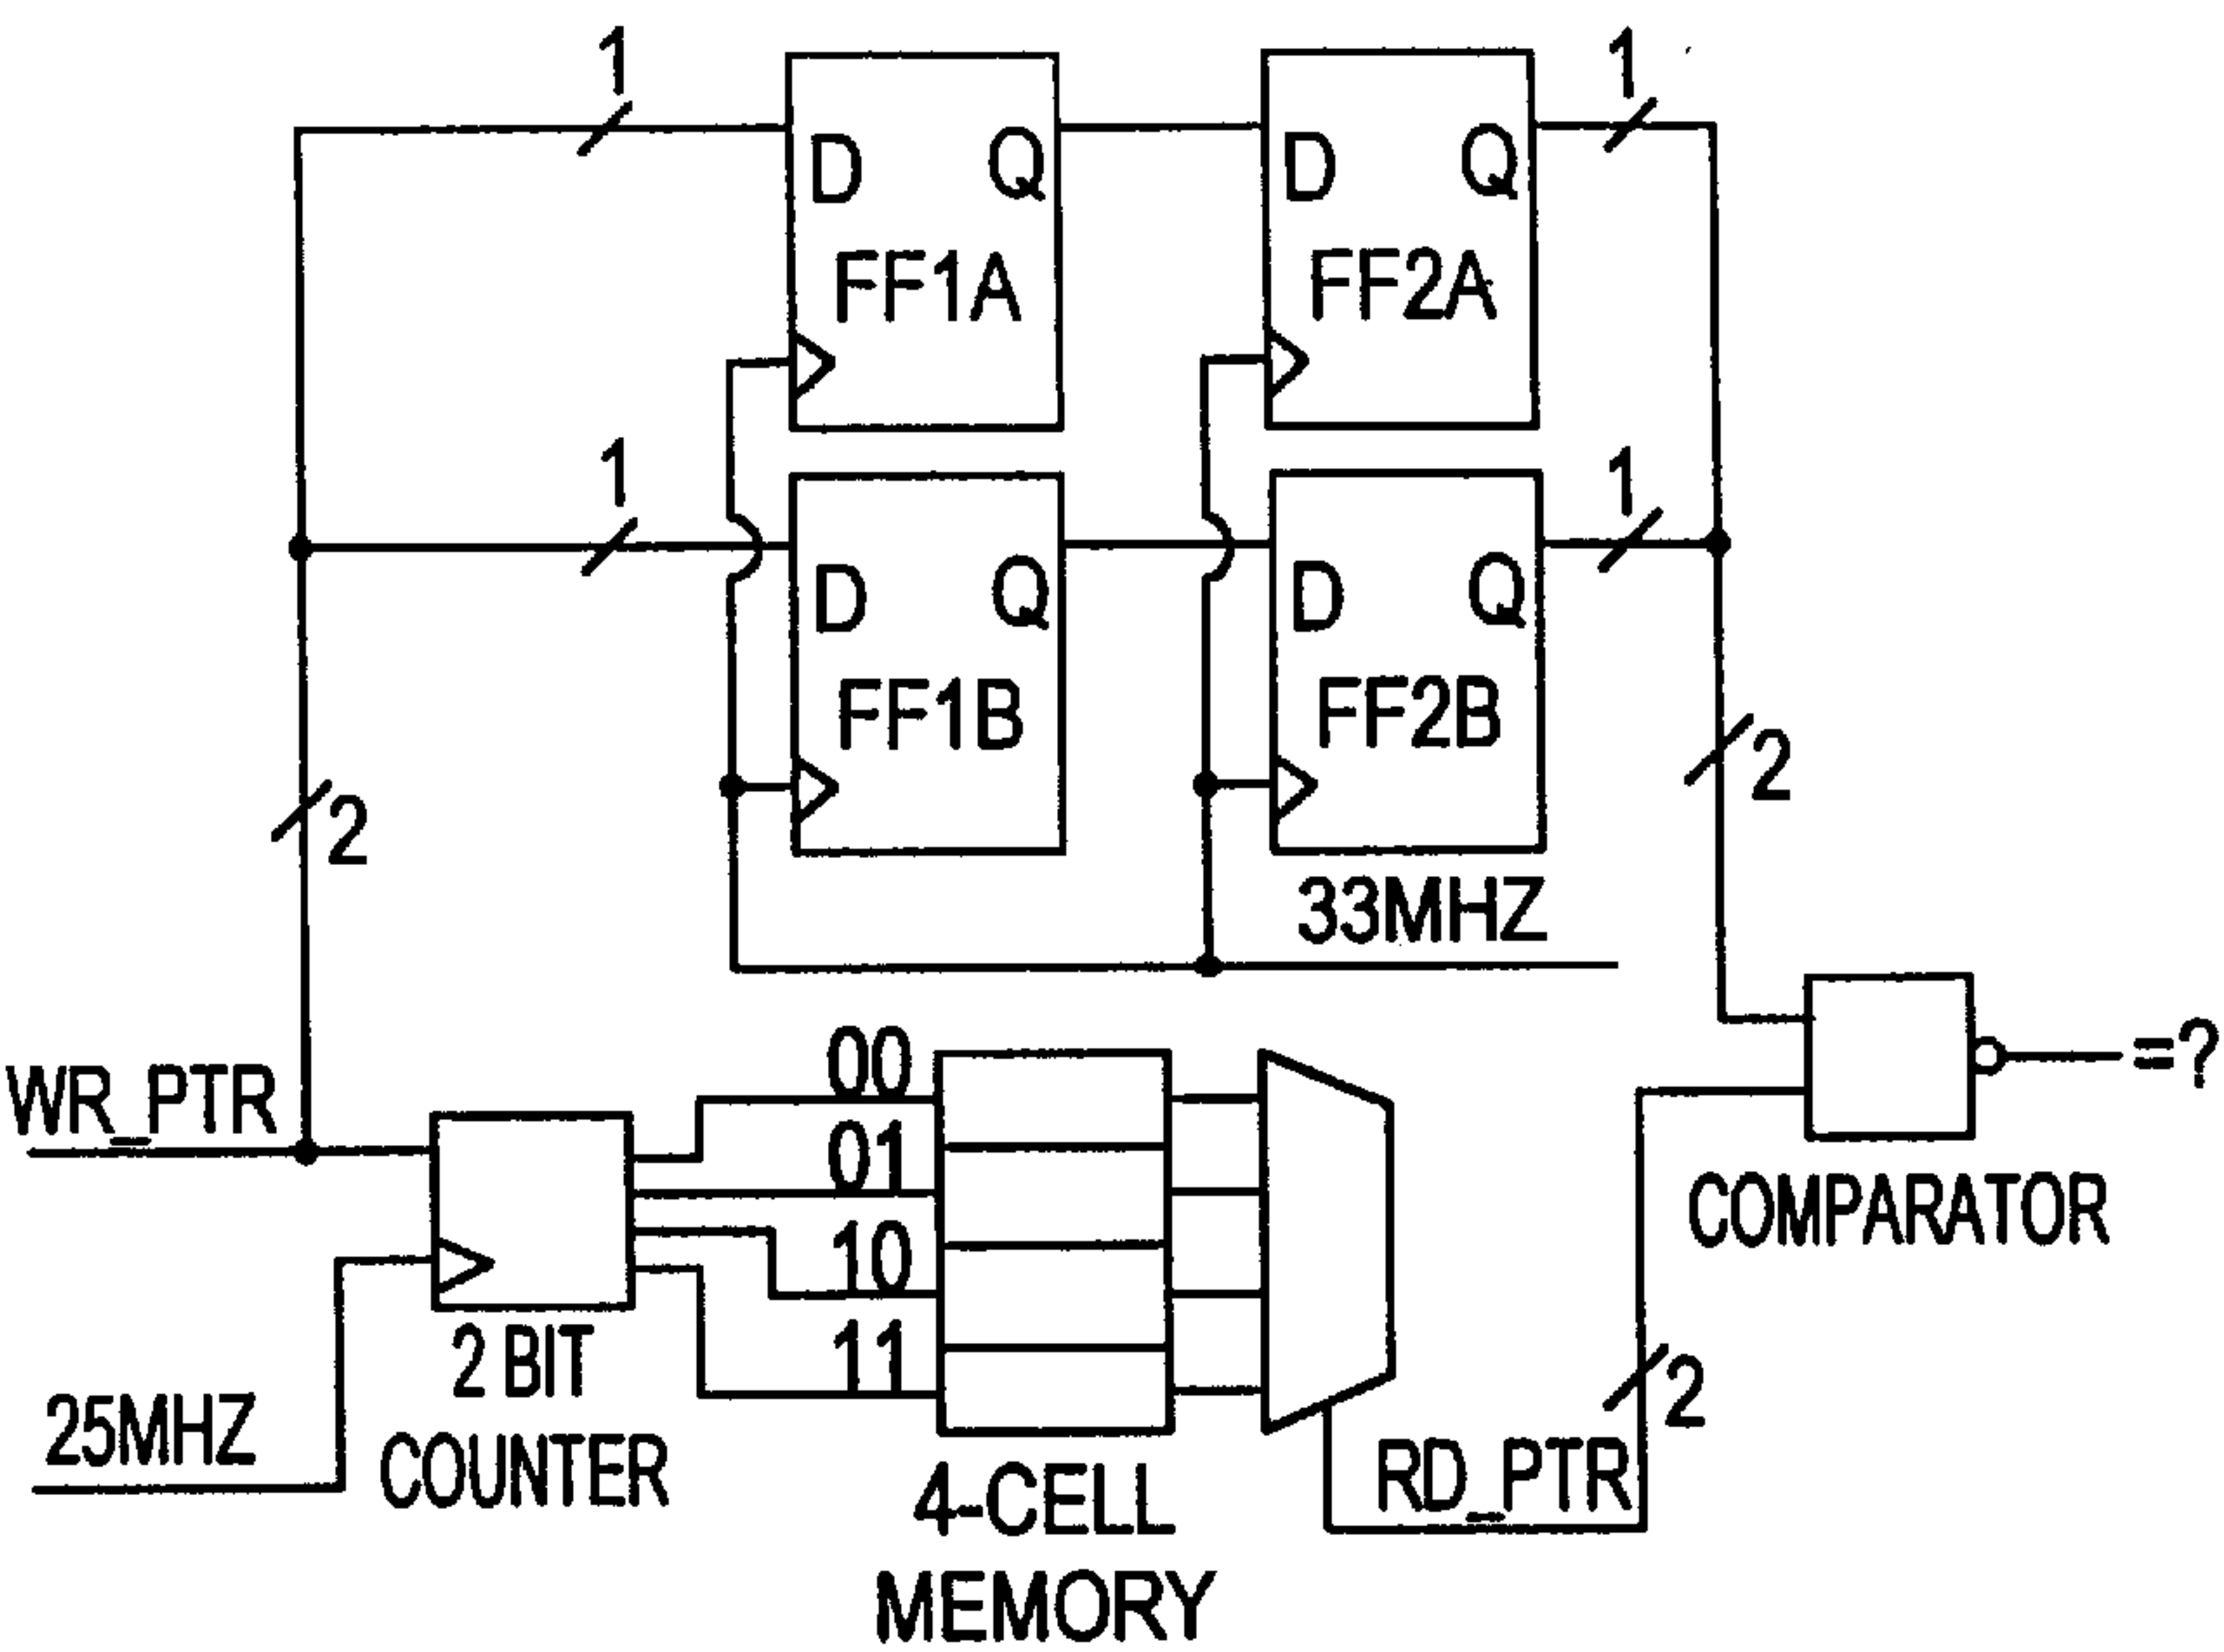 1
1
D Q
D Q
FF1A
FF2A
1
1
D Q
D Q
FF1B
FF2B
2
2
33MHZ
WR_PTR
00
01
10
11
=?
COMPARATOR
2 BIT
COUNTER
25MHZ
2
RD_PTR
4-CELL
MEMORY